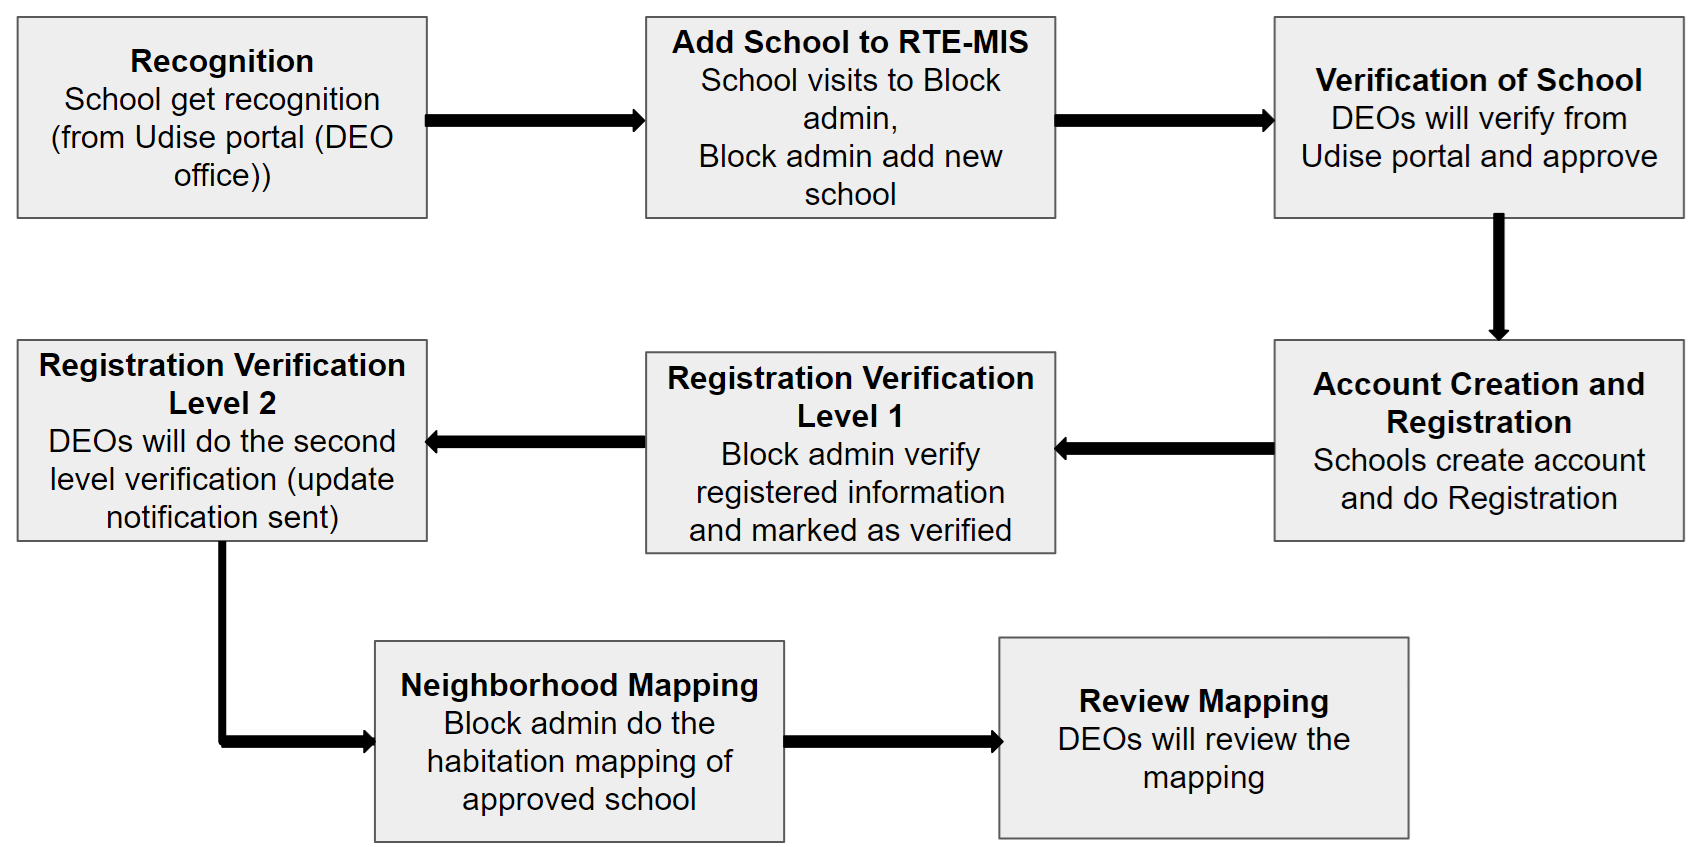 Recognition
School get recognition
(from Udise portal (DEO
office))
Add School to RTE-MIS
School visits to Block
admin,
Block admin add new
school
Verification of School
DEOs will verify from
Udise portal and approve
Account Creation and
Registration
Schools create account
and do Registration
Registration Verification
Level 1
Block admin verify
registered information
and marked as verified
Registration Verification
Level 2
DEOs will do the second
level verification (update
notification sent)
Neighborhood Mapping
Block admin do the
habitation mapping of
approved school
Review Mapping
DEOs will review the
mapping